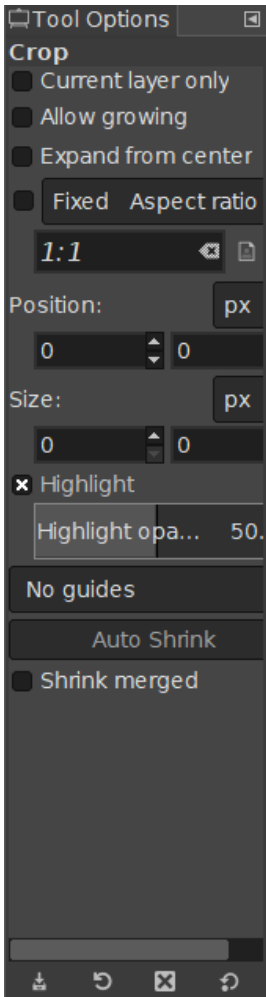 Tool Options
Crop
Current layer only
Allow growing
Expand from center
Fixed Aspect ratio
1:1
Position: px
0 0
Size: px
0 0
Highlight
Highlight opa... 50.
No guides
Auto Shrink
Shrink merged